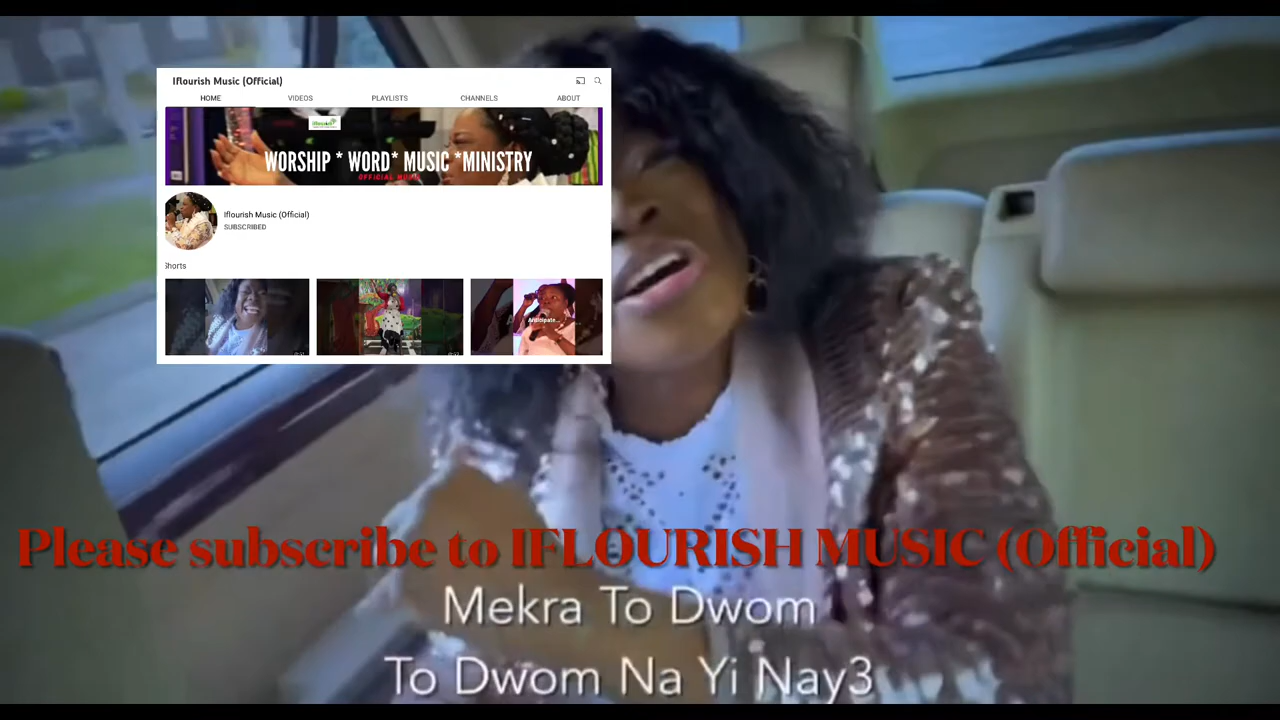 Iflourish Music (Official)
HOME VIDEOS PLAYLISTS CHANNELS ABOUT
WORSHIP * WORD* MUSIC *MINISTRY
Iflourish Music (Official)
SUBSCRIBED
Shorts
Anticipate...
Please subscribe to IFLOURISH MUSIC (Official)
Mekra To Dwom
To Dwom Na Yi Nay3